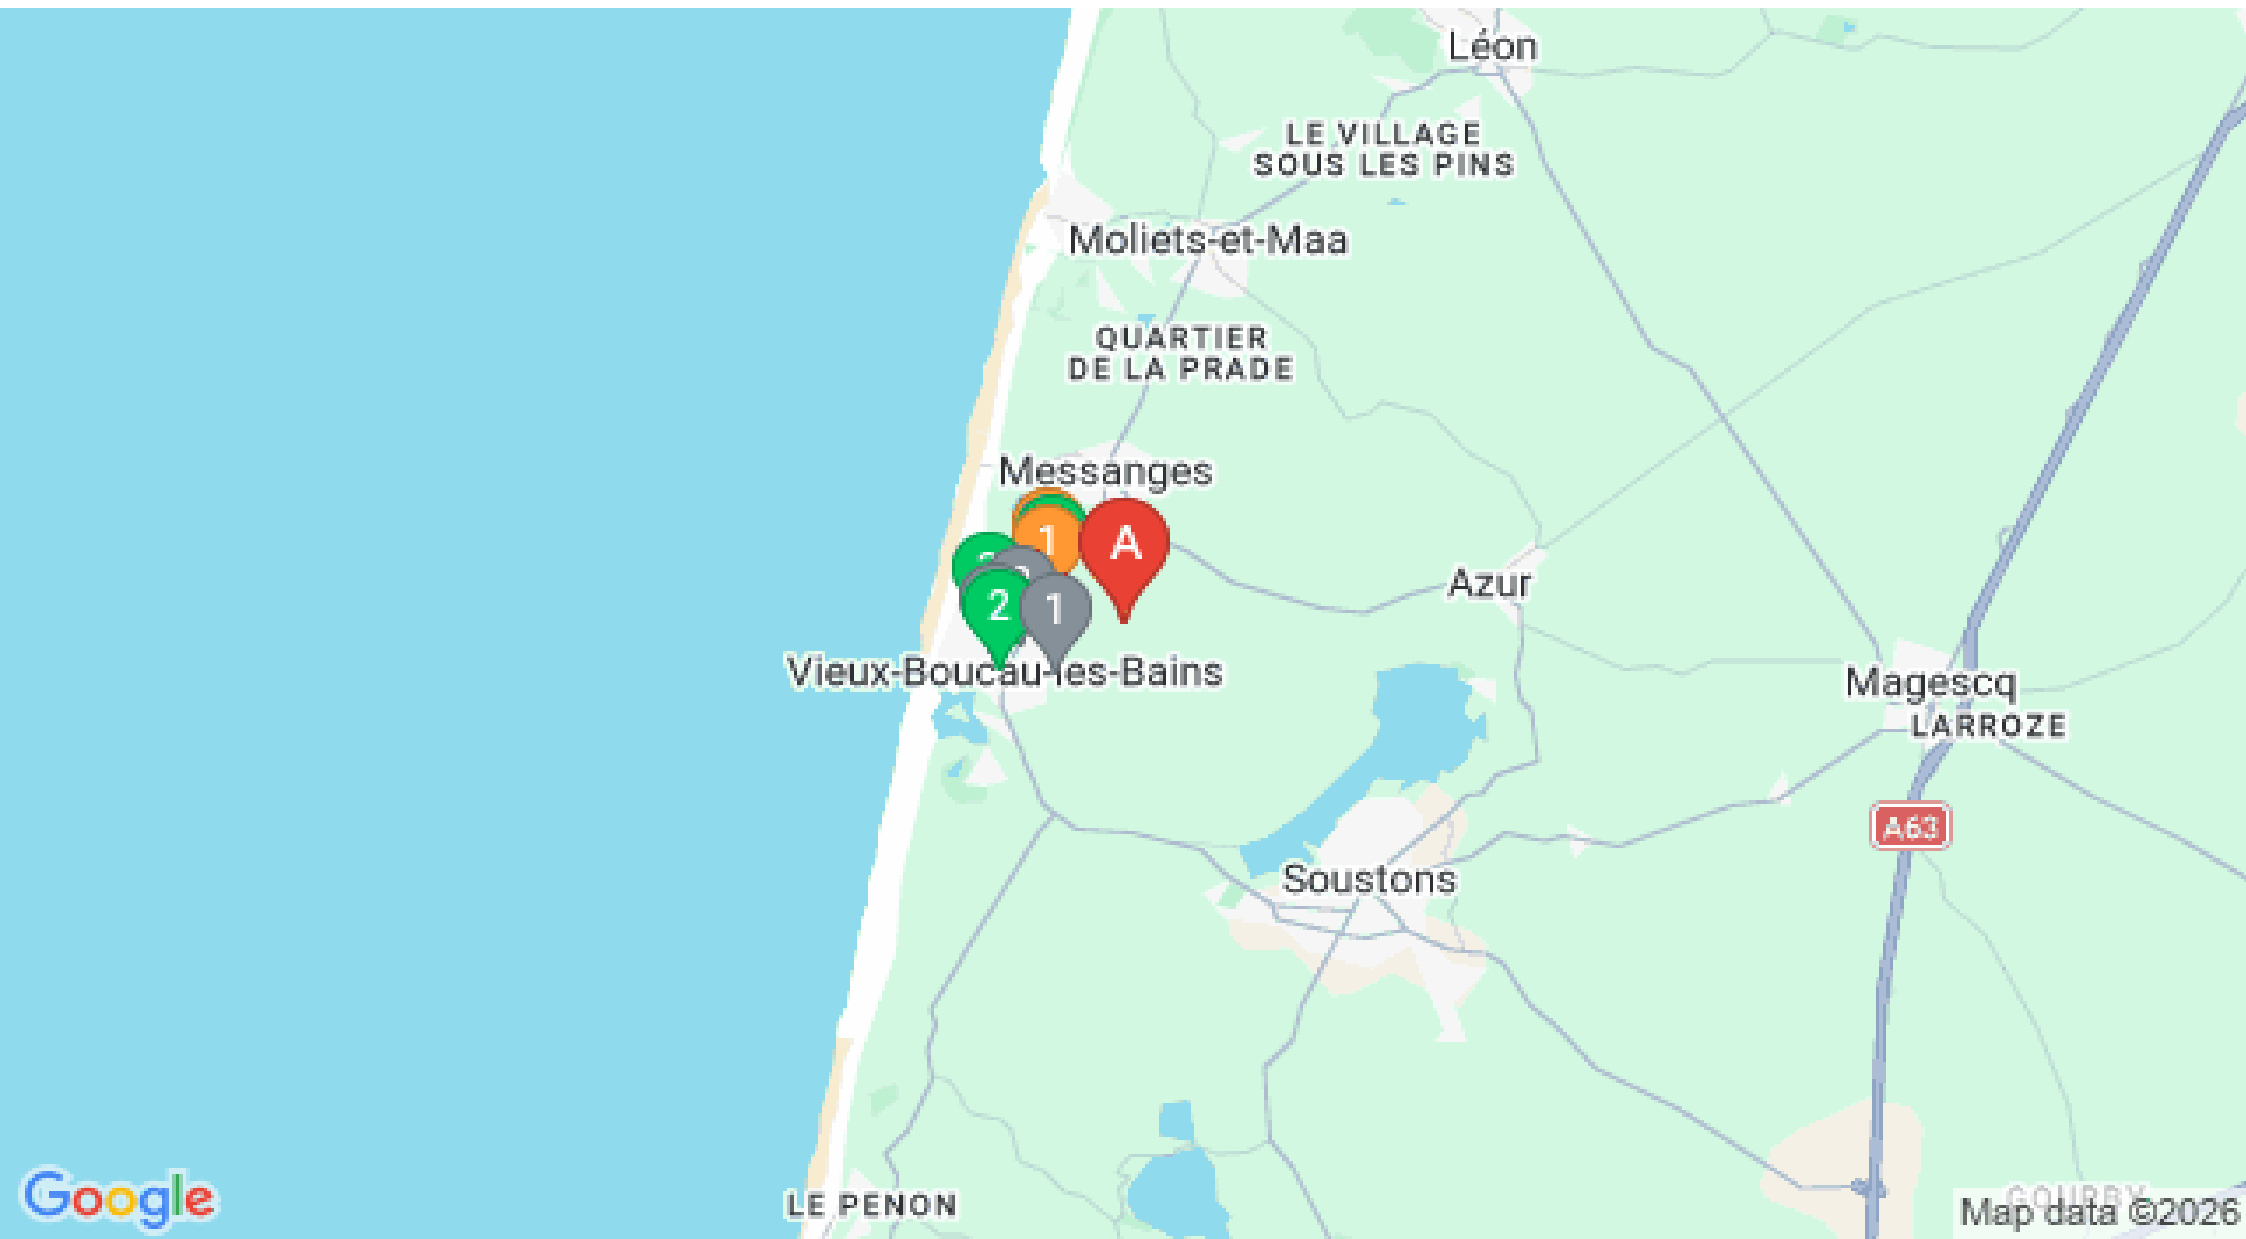 Léon
LE VILLAGE
SOUS LES PINS
Moliets-et-Maa
QUARTIER
DE LA PRADE
Messanges
1
A
2
1
Azur
Vieux-Boucau-les-Bains
Magescq
LARROZE
A63
Soustons
LE PENON
Google
GOURBY
Map data ©2026